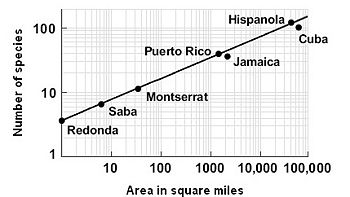 Hispanola
100
Cuba
Puerto Rico
Jamaica
10
Montserrat
Saba
Redonda
1
10 100 1000 10,000 100,000
Number of species
Area in square miles